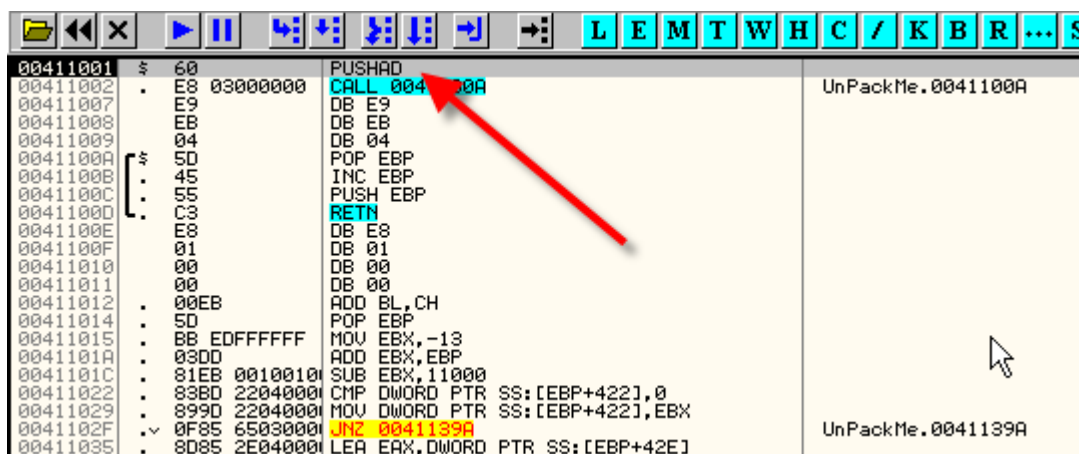 L E M T W H C / K B R ... S
00411001 $ 60 PUSHAD
00411002 . E8 03000000 CALL 0041100A UnPackMe.0041100A
00411007 E9 DB E9
00411008 EB DB EB
00411009 04 DB 04
0041100A $ 5D POP EBP
0041100B . 45 INC EBP
0041100C . 55 PUSH EBP
0041100D . C3 RETN
0041100E E8 DB E8
0041100F 01 DB 01
00411010 00 DB 00
00411011 00 DB 00
00411012 . 00EB ADD BL,CH
00411014 . 5D POP EBP
00411015 . BB EDFFFFFF MOV EBX,-13
0041101A . 03DD ADD EBX,EBP
0041101C . 81EB 0010010 SUB EBX,11000
00411022 . 83BD 2204000 CMP DWORD PTR SS:[EBP+422],0
00411029 . 899D 2204000 MOV DWORD PTR SS:[EBP+422],EBX
0041102F . 0F85 6503000 JNZ 0041139A UnPackMe.0041139A
00411035 . 8D85 2E04000 LEA EAX,DWORD PTR SS:[EBP+42E]